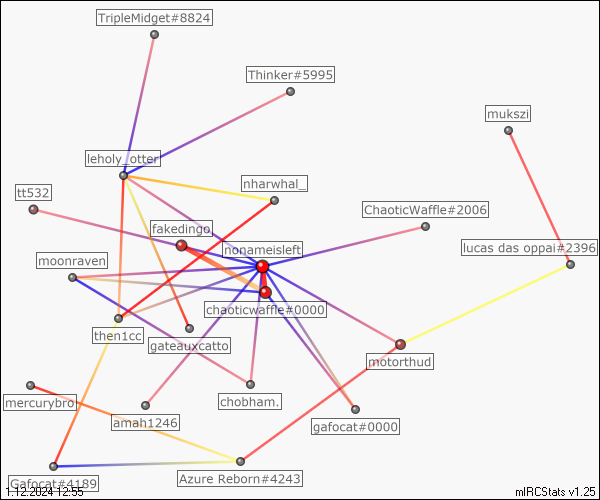 TripleMidget#8824
Thinker#5995
mukszi
leholy_otter
nharwhal_
tt532
ChaoticWaffle#2006
fakedingo.
nonameisleft
lucas das oppai#2396
moonraven
chaoticwaffle#0000
then1cc
gateauxcatto
motorthud
mercurybro
chobham.
amah1246
gafocat#0000
Gafocat#4189
Azure Reborn#4243
1.12.2024 12:55
mIRCStats v1.25